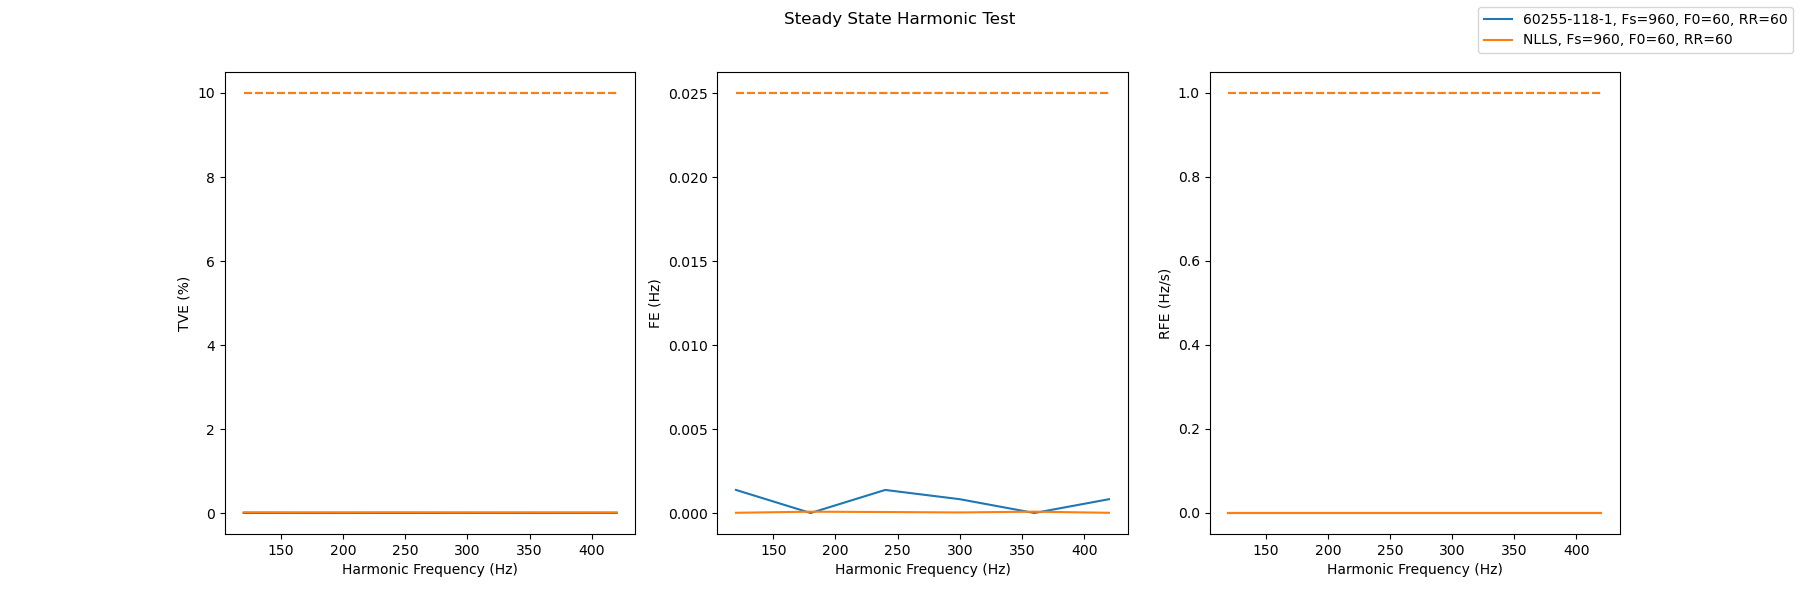 Steady State Harmonic Test
60255-118-1, Fs=960, F0=60, RR=60
NLLS, Fs=960, F0=60, RR=60
TVE (%)
10
8
6
4
2
0
150 200 250 300 350 400
Harmonic Frequency (Hz)
FE (Hz)
0.025
0.020
0.015
0.010
0.005
0.000
150 200 250 300 350 400
Harmonic Frequency (Hz)
RFE (Hz/s)
1.0
0.8
0.6
0.4
0.2
0.0
150 200 250 300 350 400
Harmonic Frequency (Hz)